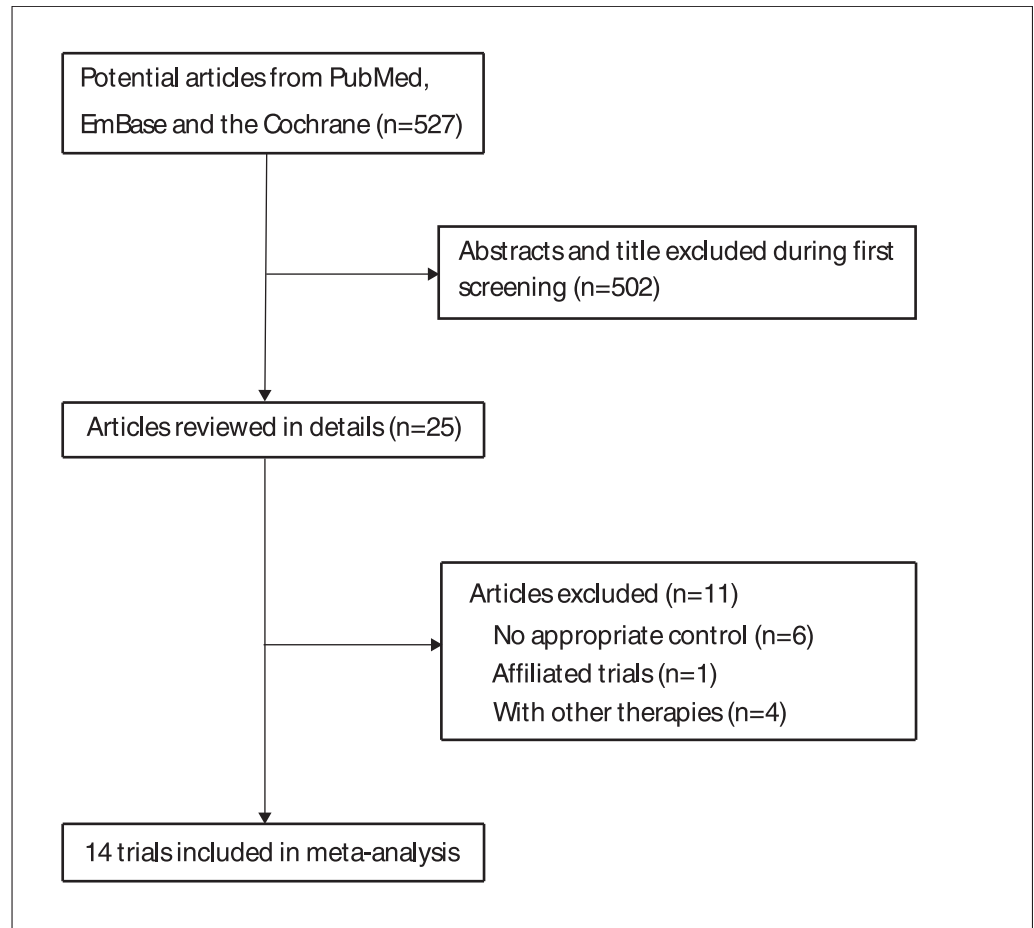 Potential articles from PubMed,
EmBase and the Cochrane (n=527)
Abstracts and title excluded during first
screening (n=502)
Articles reviewed in details (n=25)
Articles excluded (n=11)
No appropriate control (n=6)
Affiliated trials (n=1)
With other therapies (n=4)
14 trials included in meta-analysis